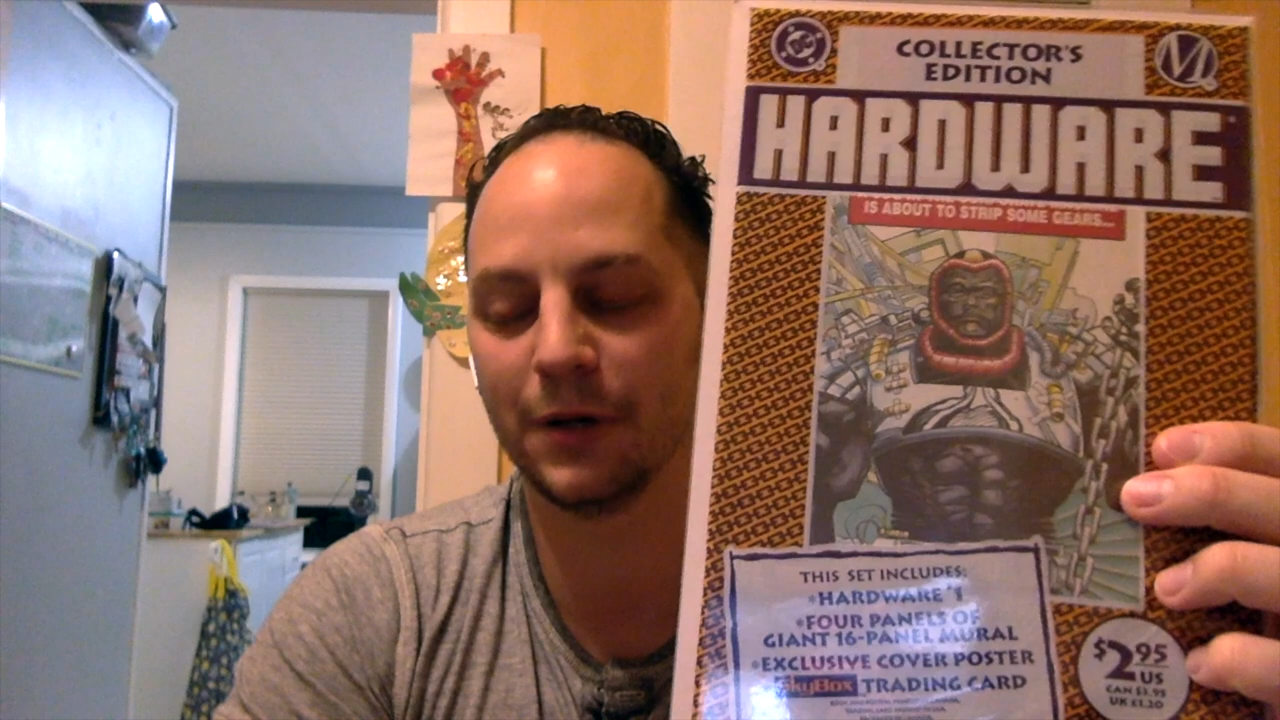 DC
COLLECTOR'S
EDITION
M
HARDWARE
IS ABOUT TO STRIP SOME GEARS...
THIS SET INCLUDES:
*HARDWARE #1
*FOUR PANELS OF
GIANT 16-PANEL MURAL
*EXCLUSIVE COVER POSTER
SKYBOX TRADING CARD
$2.95
US
CAN $3.95
UK £1.20